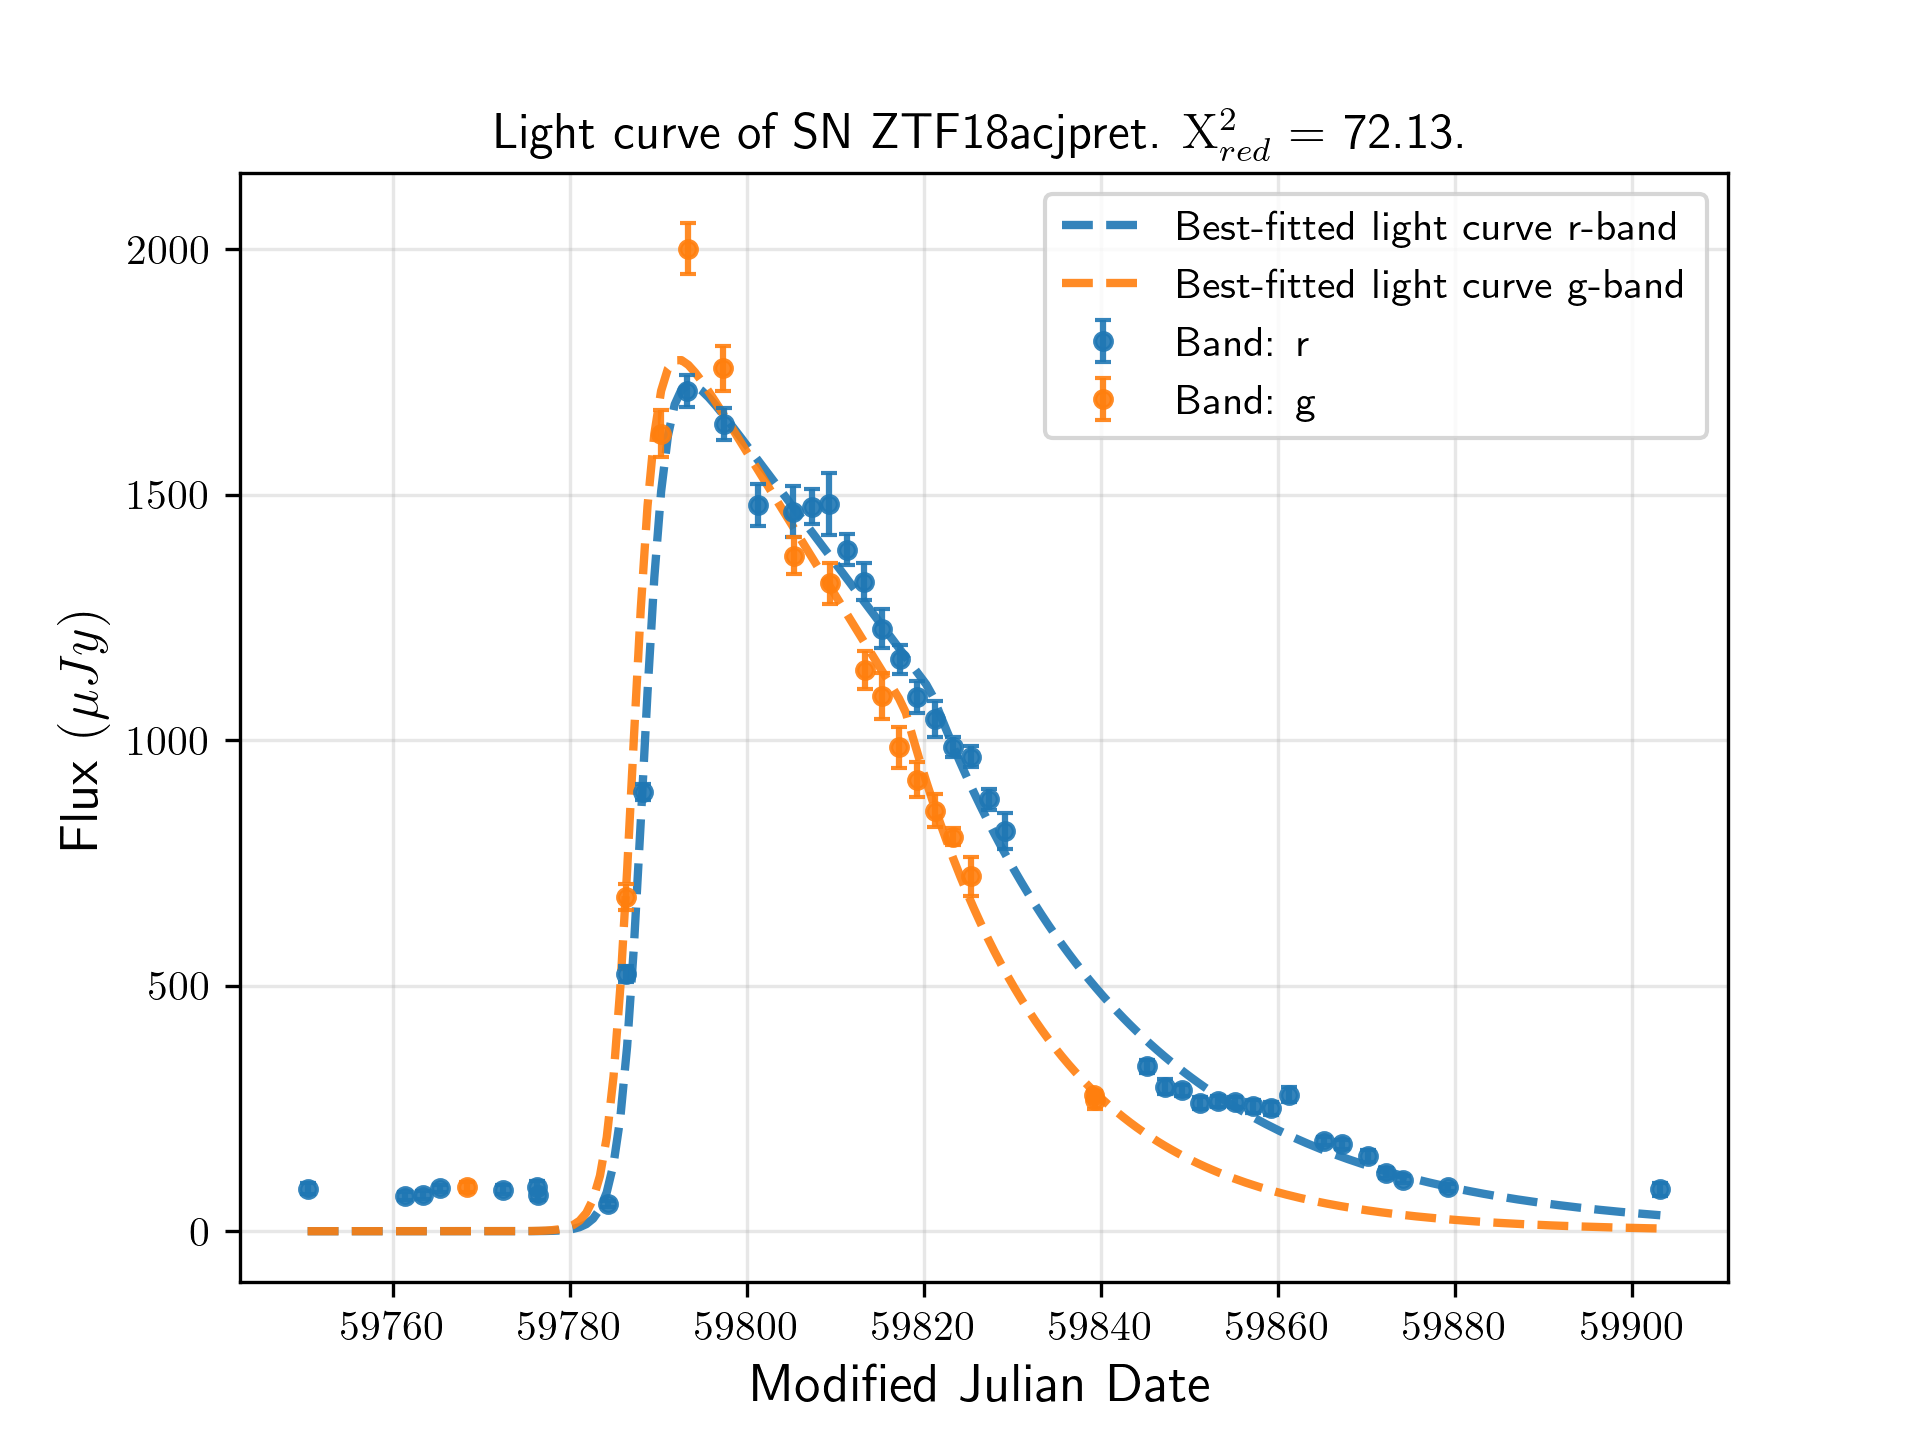 Light curve of SN ZTF18acjpret. X²_red = 72.13.
Best-fitted light curve r-band
Best-fitted light curve g-band
Band: r
Band: g
Flux (μJy)
2000
1500
1000
500
0
59760 59780 59800 59820 59840 59860 59880 59900
Modified Julian Date